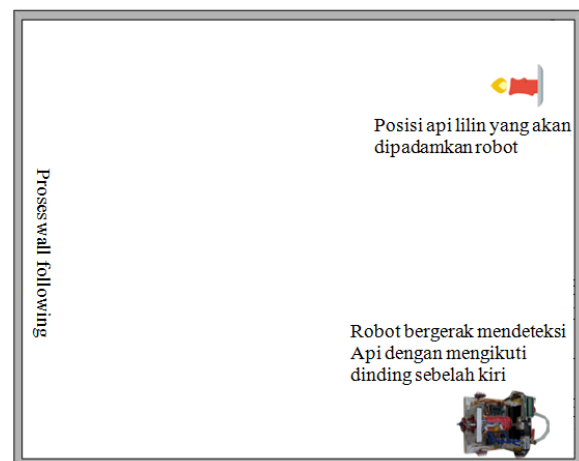 Posisi api lilin yang akan
dipadamkan robot
Proses wall following
Robot bergerak mendeteksi
Api dengan mengikuti
dinding sebelah kiri